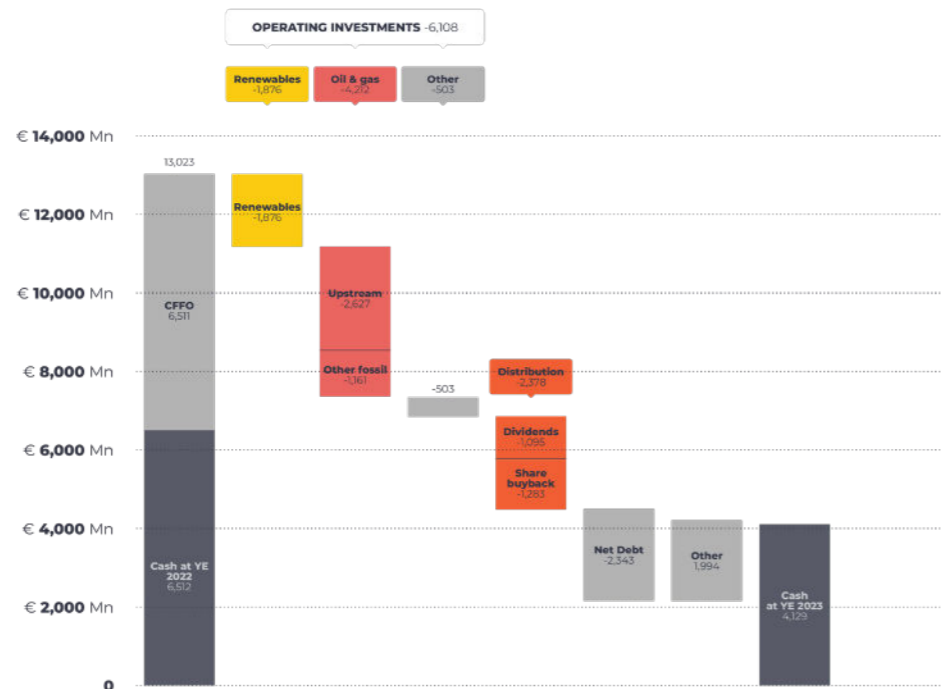 OPERATING INVESTMENTS -6,108
Renewables
-1,876
Oil & gas
-4,212
Other
-503
€ 14,000 Mn
13,023
€ 12,000 Mn
Renewables
-1,876
€ 10,000 Mn
CFFO
6,511
Upstream
-2,627
Other fossil
-1,161
€ 8,000 Mn
-503
Distribution
-2,378
Dividends
-1,095
€ 6,000 Mn
Share
buyback
-1,283
€ 4,000 Mn
Cash at YE
2022
6,512
Net Debt
-2,343
Other
1,994
Cash
at YE 2023
4,129
€ 2,000 Mn
0